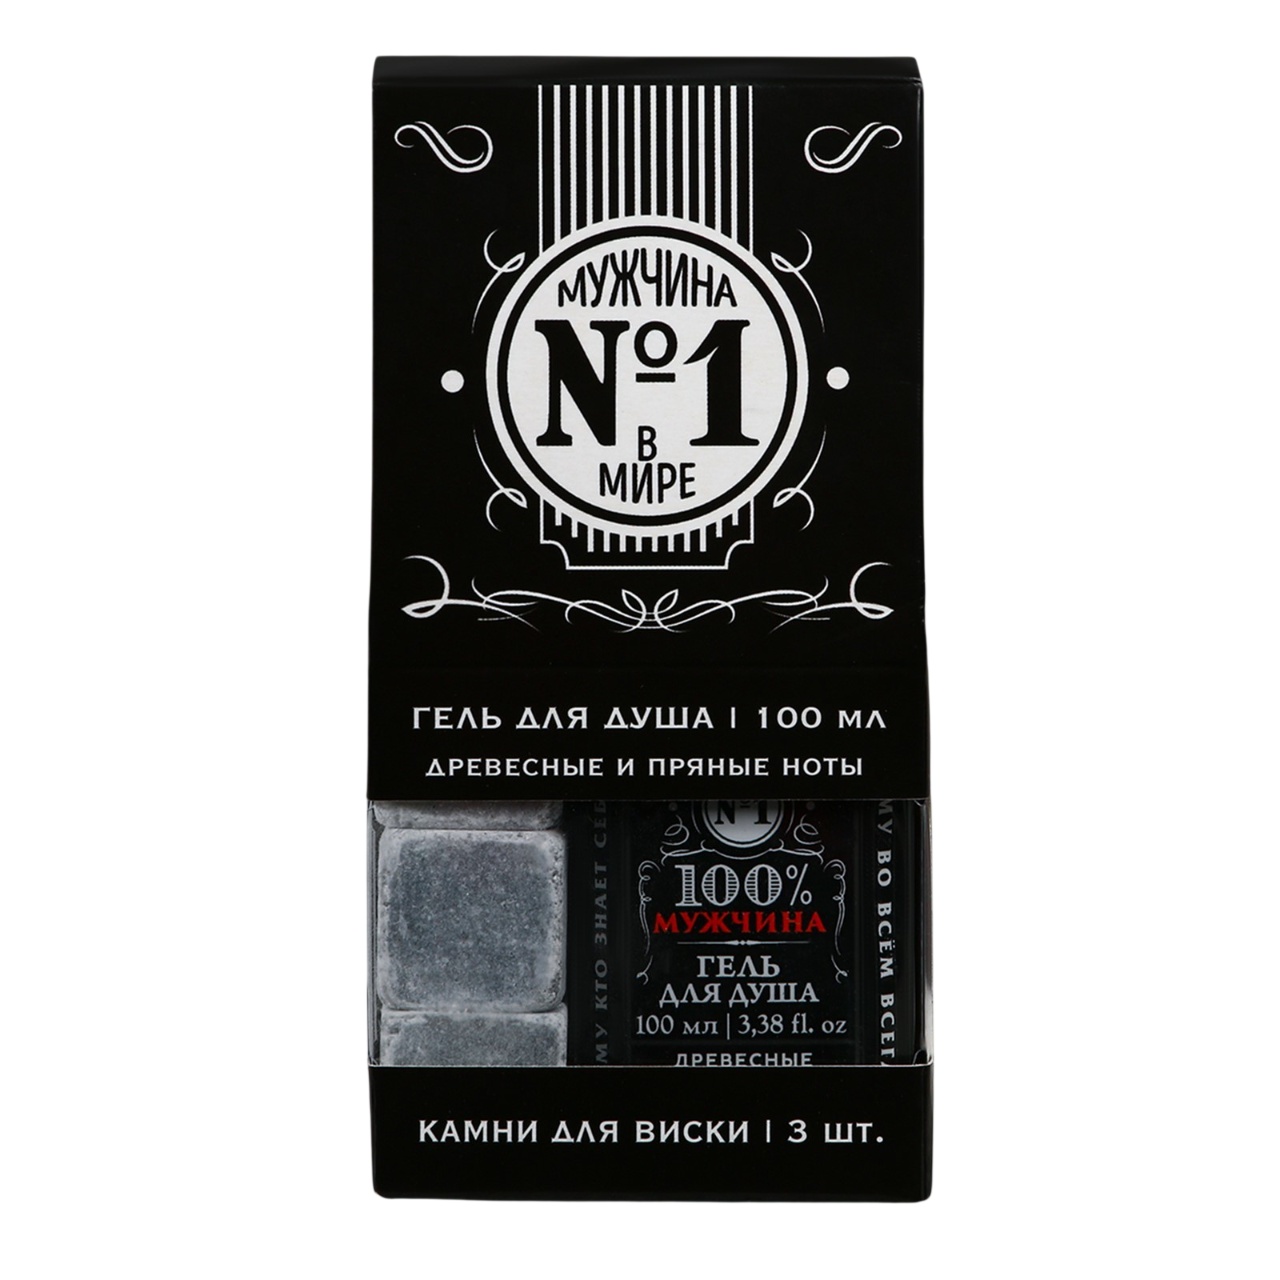 МУЖЧИНА
№1
В
МИРЕ
ГЕЛЬ ДЛЯ ДУША | 100 МЛ
ДРЕВЕСНЫЕ И ПРЯНЫЕ НОТЫ
№1
100%
МУЖЧИНА
ГЕЛЬ
ДЛЯ ДУША
100 мл | 3,38 fl. oz
ДРЕВЕСНЫЕ
КТО ЗНАЕТ
ВО ВСЁМ
КАМНИ ДЛЯ ВИСКИ | 3 ШТ.